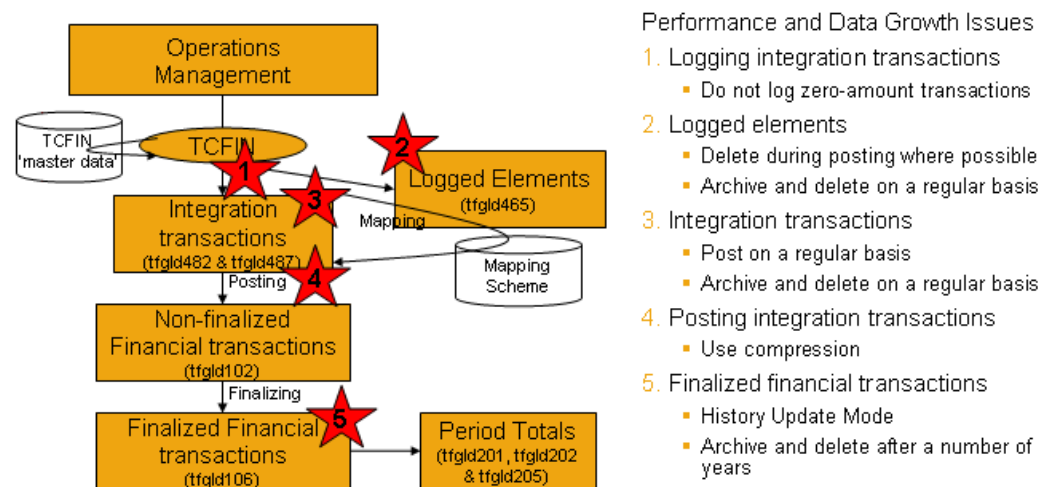 Operations
Management
TCFIN
'master data'
TCFIN
1
2
Logged Elements
(tfgld465)
3
Mapping
Integration
transactions
(tfgld482 & tfgld487)
4
Posting
Mapping
Scheme
Non-finalized
Financial transactions
(tfgld102)
Finalizing
5
Finalized Financial
transactions
(tfgld106)
Period Totals
(tfgld201, tfgld202
& tfgld205)
Performance and Data Growth Issues
1. Logging integration transactions
▪ Do not log zero-amount transactions
2. Logged elements
▪ Delete during posting where possible
▪ Archive and delete on a regular basis
3. Integration transactions
▪ Post on a regular basis
▪ Archive and delete on a regular basis
4. Posting integration transactions
▪ Use compression
5. Finalized financial transactions
▪ History Update Mode
▪ Archive and delete after a number of
years